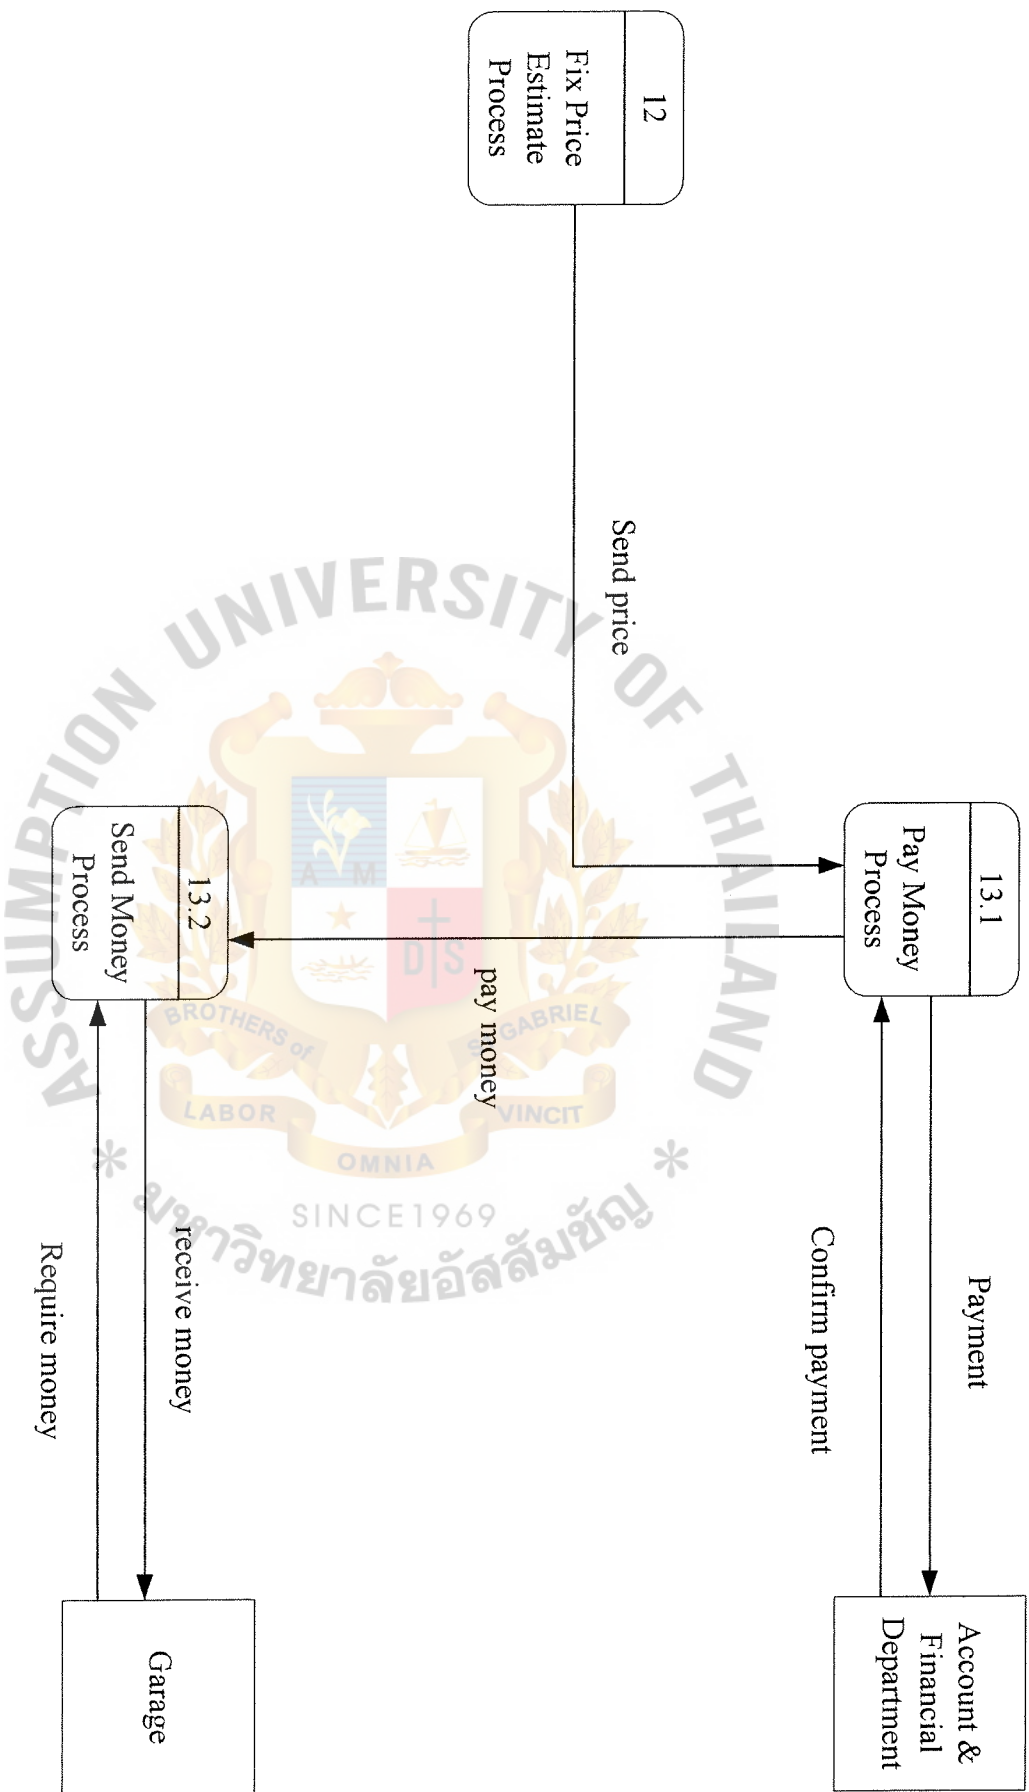 12
Fix Price
Estimate
Process
Send price
13.1
Pay Money
Process
Payment
Confirm payment
Account &
Financial
Department
pay money
13.2
Send Money
Process
receive money
Require money
Garage
ASSUMPTION UNIVERSITY OF THAILAND
A M
D S
BROTHERS of
St GABRIEL
LABOR
OMNIA
VINCIT
SINCE1969
* มหาวิทยาลัยอัสสัมชัญ *